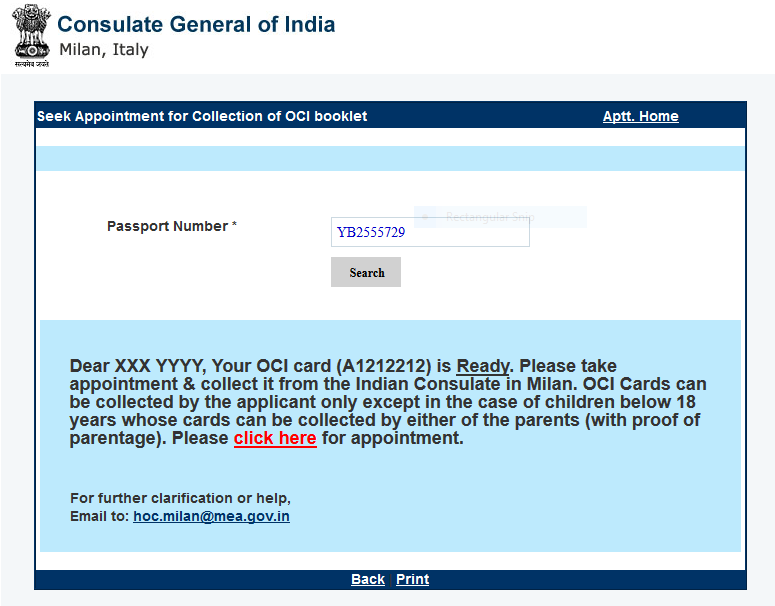 Consulate General of India
Milan, Italy
सत्यमेव जयते
Seek Appointment for Collection of OCI booklet Aptt. Home
Rectangular Snip
Passport Number *
YB2555729
Search
Dear XXX YYYY, Your OCI card (A1212212) is Ready. Please take
appointment & collect it from the Indian Consulate in Milan. OCI Cards can
be collected by the applicant only except in the case of children below 18
years whose cards can be collected by either of the parents (with proof of
parentage). Please click here for appointment.
For further clarification or help,
Email to: hoc.milan@mea.gov.in
Back Print